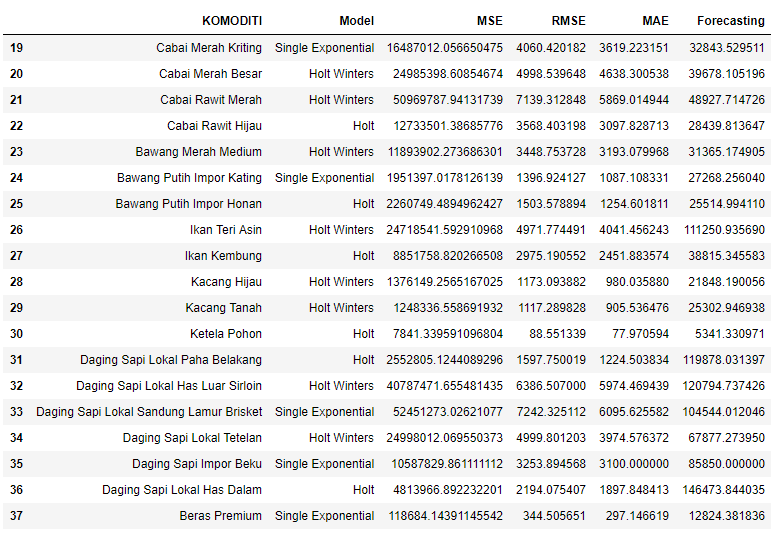 KOMODITI Model MSE RMSE MAE Forecasting
19 Cabai Merah Kriting Single Exponential 16487012.056650475 4060.420182 3619.223151 32843.529511
20 Cabai Merah Besar Holt Winters 24985398.60854674 4998.539648 4638.300538 39678.105196
21 Cabai Rawit Merah Holt Winters 50969787.94131739 7139.312848 5869.014944 48927.714726
22 Cabai Rawit Hijau Holt 12733501.38685776 3568.403198 3097.828713 28439.813647
23 Bawang Merah Medium Holt Winters 11893902.273686301 3448.753728 3193.079968 31365.174905
24 Bawang Putih Impor Kating Single Exponential 1951397.0178126139 1396.924127 1087.108331 27268.256040
25 Bawang Putih Impor Honan Holt 2260749.4894962427 1503.578894 1254.601811 25514.994110
26 Ikan Teri Asin Holt Winters 24718541.592910968 4971.774491 4041.456243 111250.935690
27 Ikan Kembung Holt 8851758.820266508 2975.190552 2451.883574 38815.345583
28 Kacang Hijau Holt Winters 1376149.2565167025 1173.093882 980.035880 21848.190056
29 Kacang Tanah Holt Winters 1248336.558691932 1117.289828 905.536476 25302.946938
30 Ketela Pohon Holt 7841.339591096804 88.551339 77.970594 5341.330971
31 Daging Sapi Lokal Paha Belakang Holt 2552805.1244089296 1597.750019 1224.503834 119878.031397
32 Daging Sapi Lokal Has Luar Sirloin Holt Winters 40787471.655481435 6386.507000 5974.469439 120794.737426
33 Daging Sapi Lokal Sandung Lamur Brisket Single Exponential 52451273.02621077 7242.325112 6095.625582 104544.012046
34 Daging Sapi Lokal Tetelan Holt Winters 24998012.069550373 4999.801203 3974.576372 67877.273950
35 Daging Sapi Impor Beku Single Exponential 10587829.861111112 3253.894568 3100.000000 85850.000000
36 Daging Sapi Lokal Has Dalam Holt 4813966.892232201 2194.075407 1897.848413 146473.844035
37 Beras Premium Single Exponential 118684.14391145542 344.505651 297.146619 12824.381836